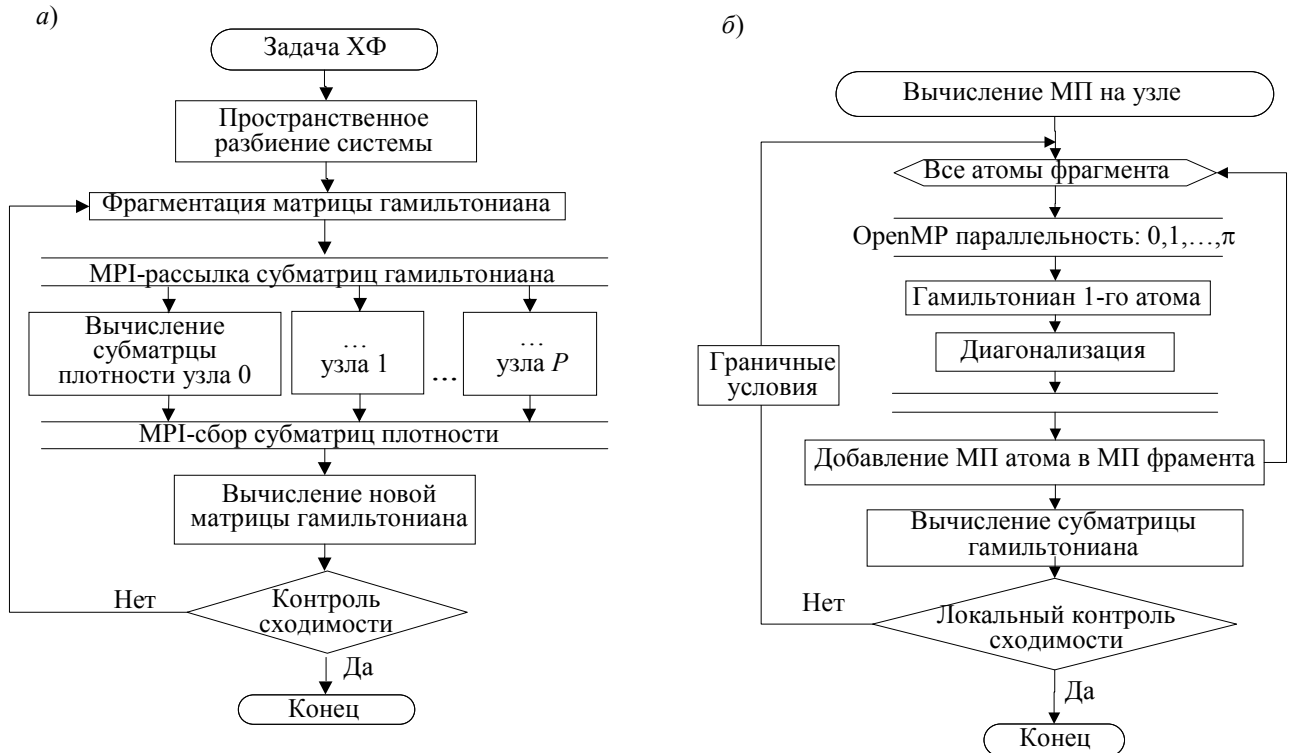 а)
Задача ХФ
Пространственное
разбиение системы
Фрагментация матрицы гамильтониана
MPI-рассылка субматриц гамильтониана
Вычисление
субматрцы
плотности узла 0
…
узла 1
…
…
узла P
MPI-сбор субматриц плотности
Вычисление новой
матрицы гамильтониана
Нет
Контроль
сходимости
Да
Конец
б)
Вычисление МП на узле
Все атомы фрагмента
OpenMP параллельность: 0,1,…,π
Гамильтониан 1-го атома
Диагонализация
Граничные
условия
Добавление МП атома в МП фрамента
Вычисление субматрицы
гамильтониана
Нет
Локальный контроль
сходимости
Да
Конец